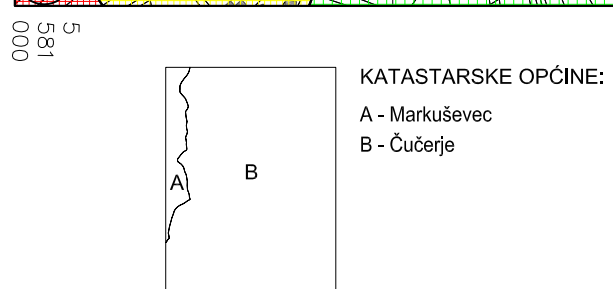 5
581
000
KATASTARSKE OPĆINE:
A - Markuševec
B - Čučerje
A
B